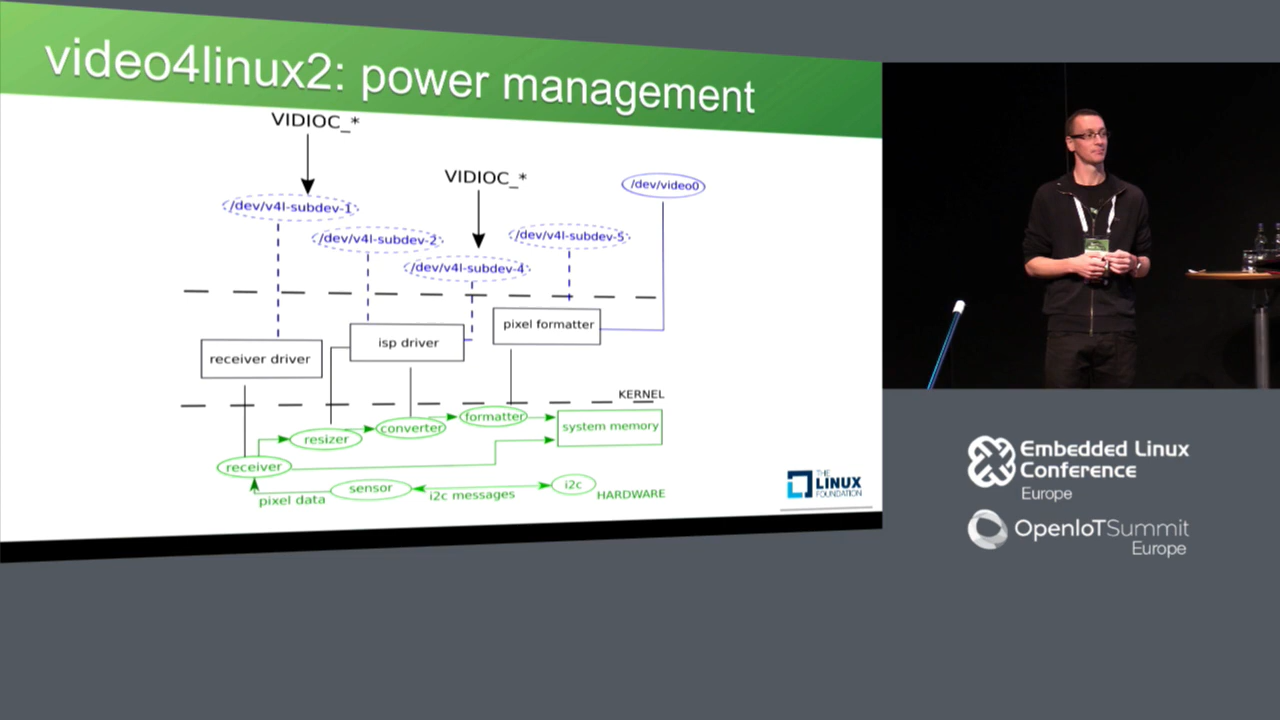 video4linux2: power management
VIDIOC_*
VIDIOC_*
/dev/video0
/dev/v4l-subdev-1
/dev/v4l-subdev-2
/dev/v4l-subdev-5
/dev/v4l-subdev-4
pixel formatter
isp driver
receiver driver
KERNEL
formatter
converter
system memory
resizer
receiver
sensor
i2c
pixel data
i2c messages
HARDWARE
THE
LINUX
FOUNDATION
Embedded Linux
Conference
Europe
OpenIoTSummit
Europe